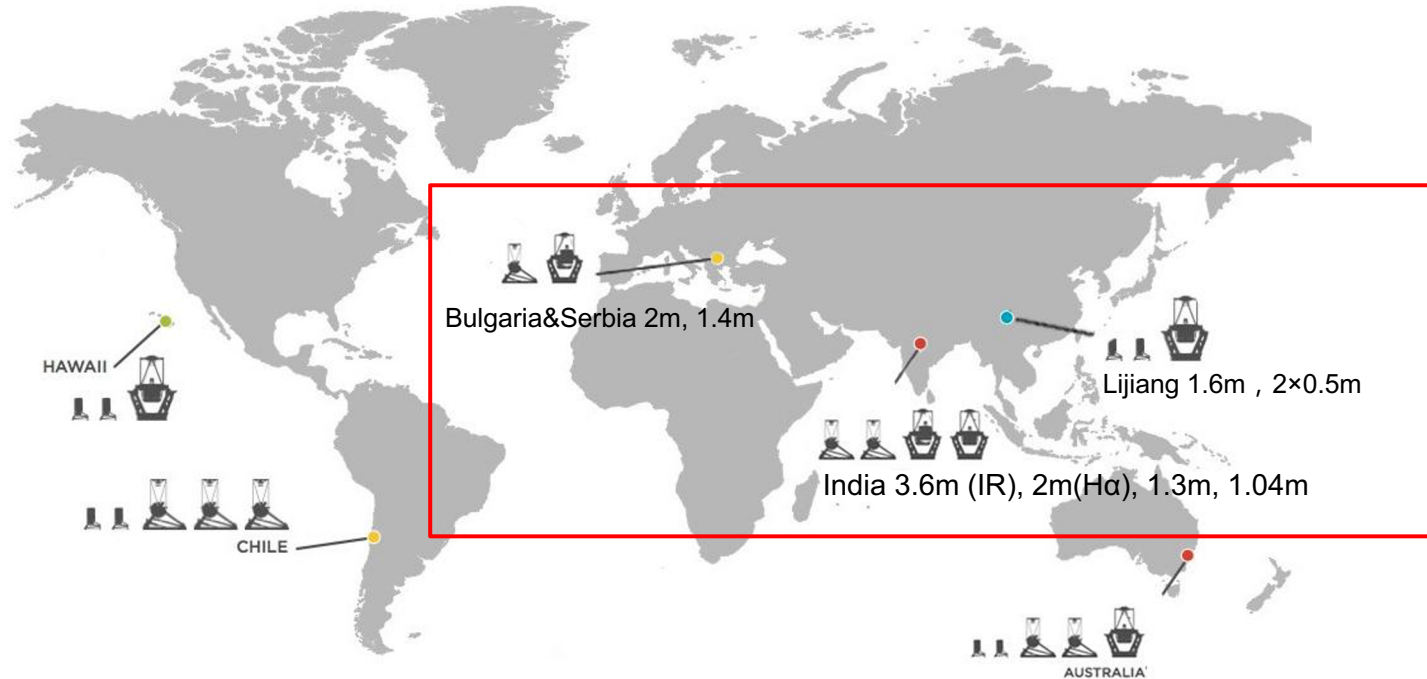 Bulgaria&Serbia 2m, 1.4m
HAWAII
Lijiang 1.6m，2×0.5m
India 3.6m (IR), 2m(Hα), 1.3m, 1.04m
CHILE
AUSTRALIA